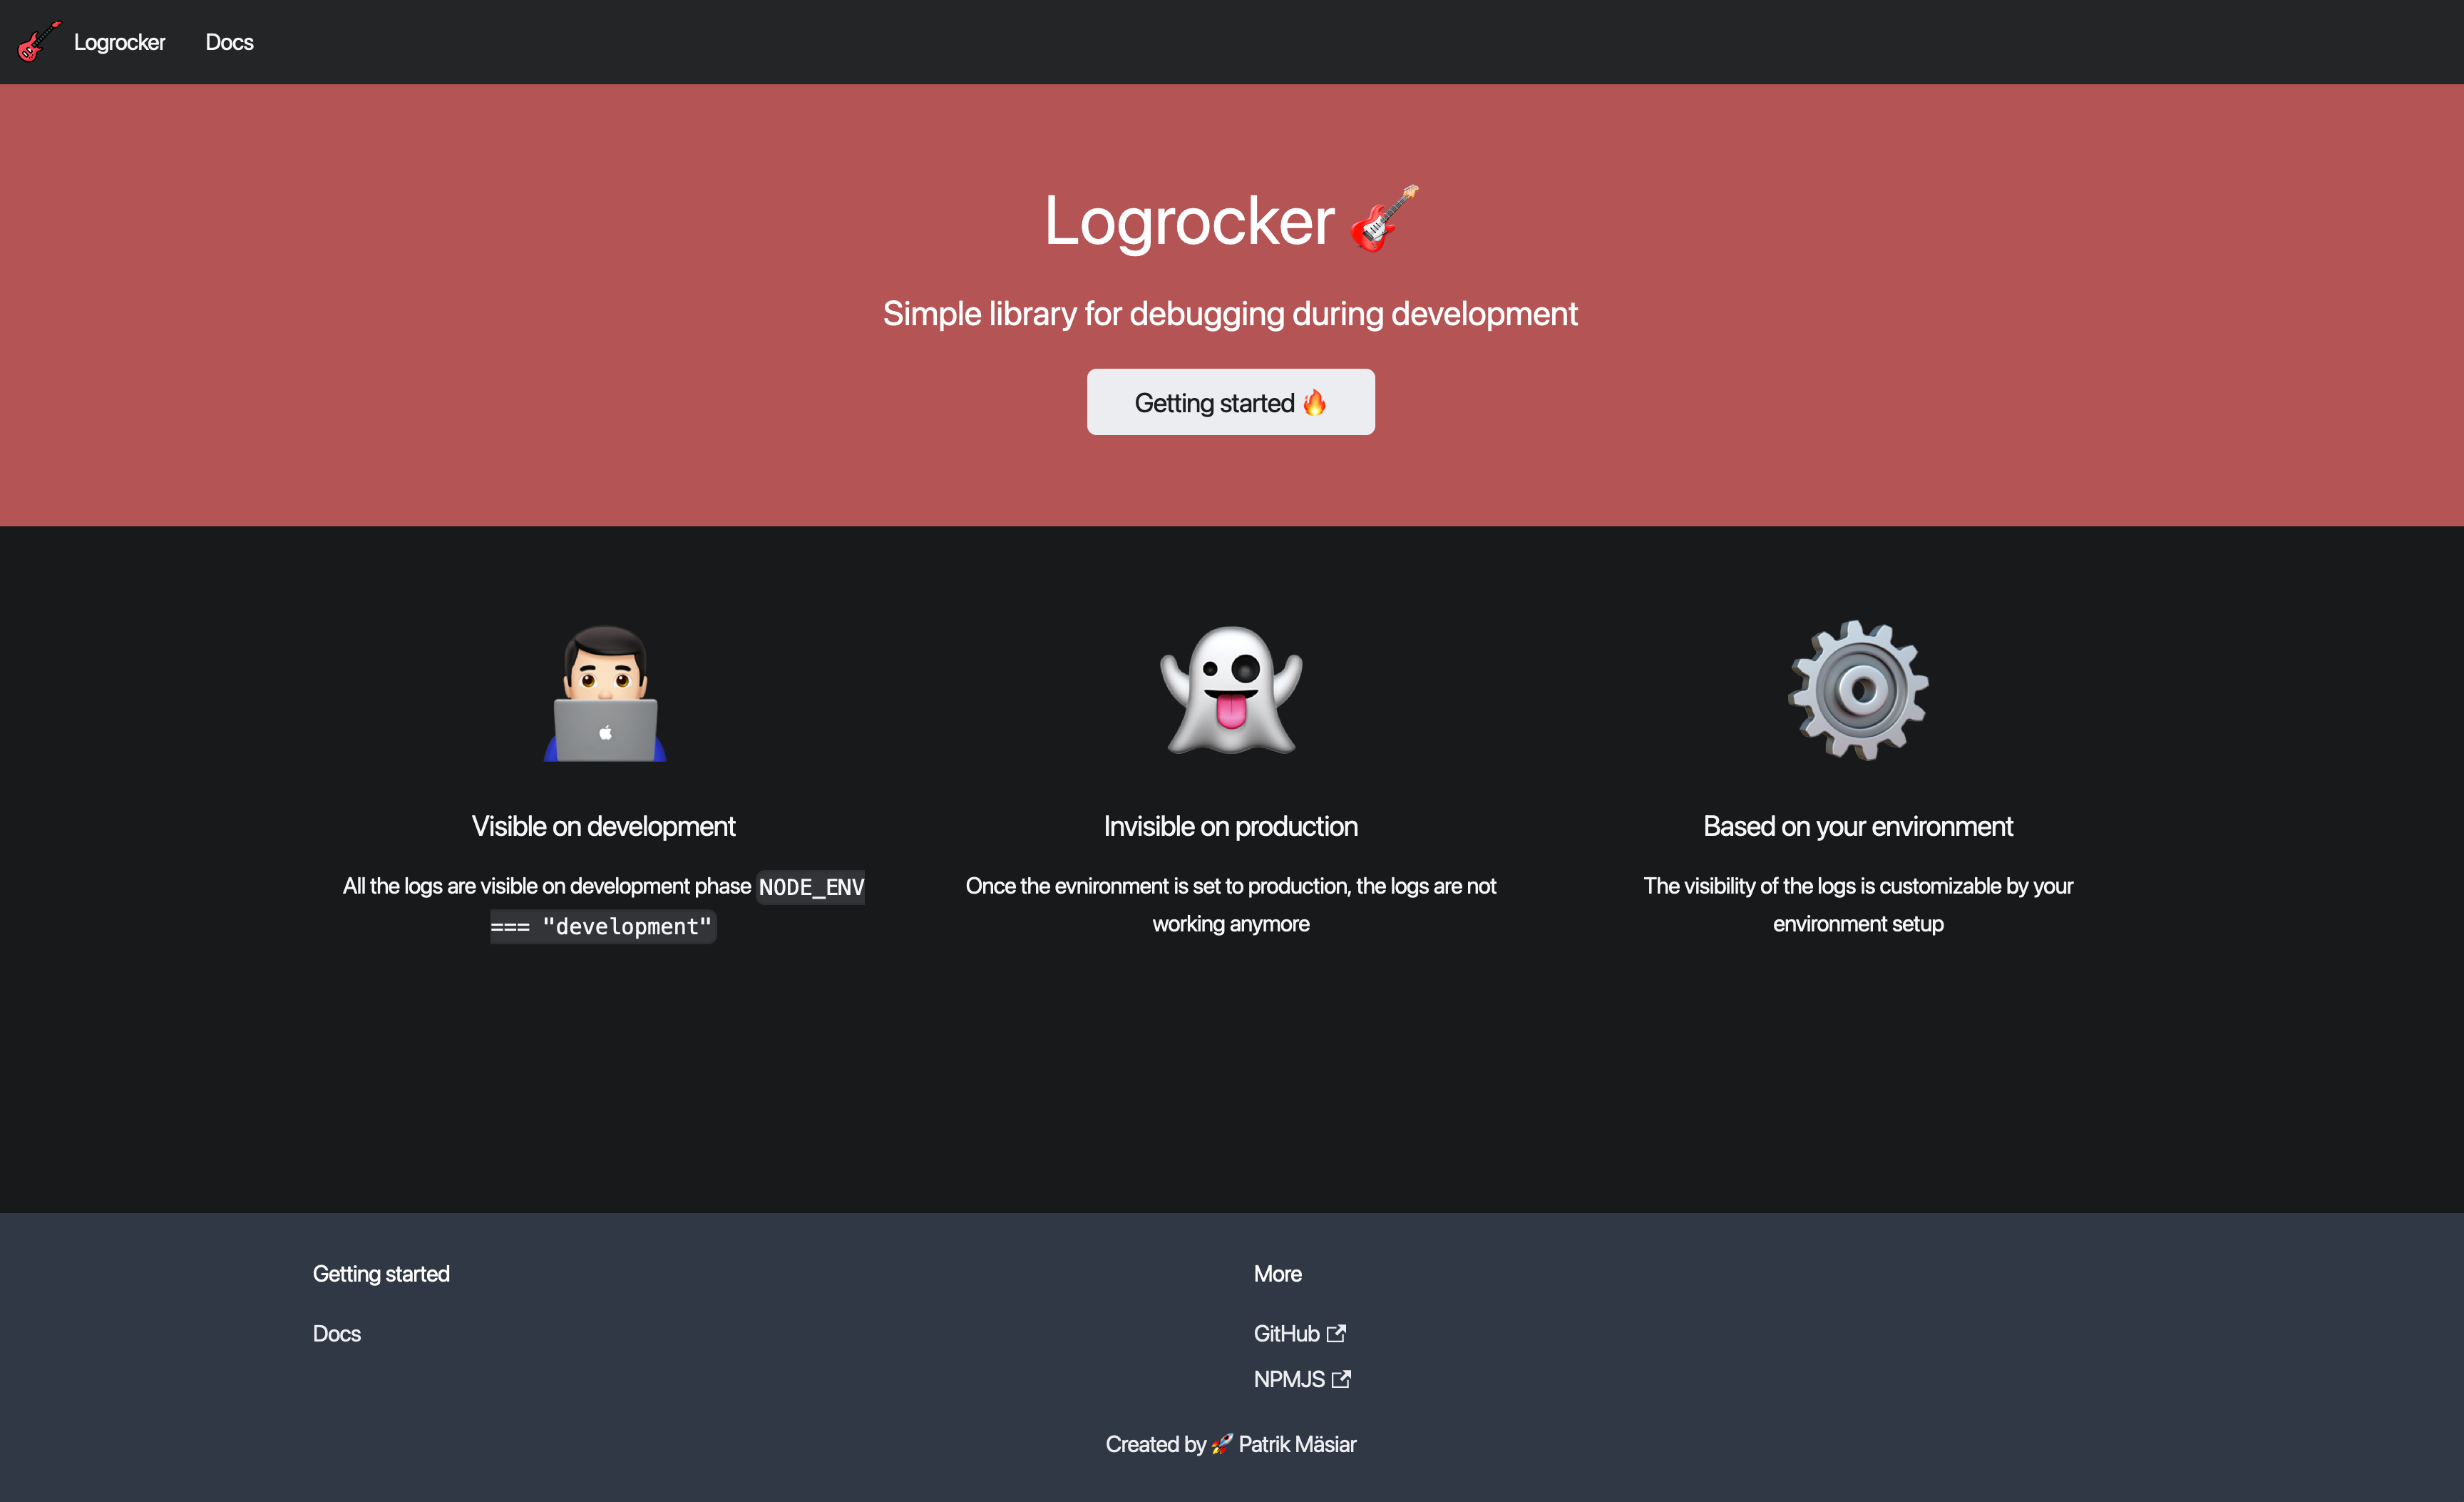 Logrocker Docs
Logrocker 🎸
Simple library for debugging during development
Getting started 🔥
Visible on development
All the logs are visible on development phase NODE_ENV
=== "development"
Invisible on production
Once the evnironment is set to production, the logs are not
working anymore
Based on your environment
The visibility of the logs is customizable by your
environment setup
Getting started
Docs
More
GitHub
NPMJS
Created by 🚀 Patrik Mäsiar